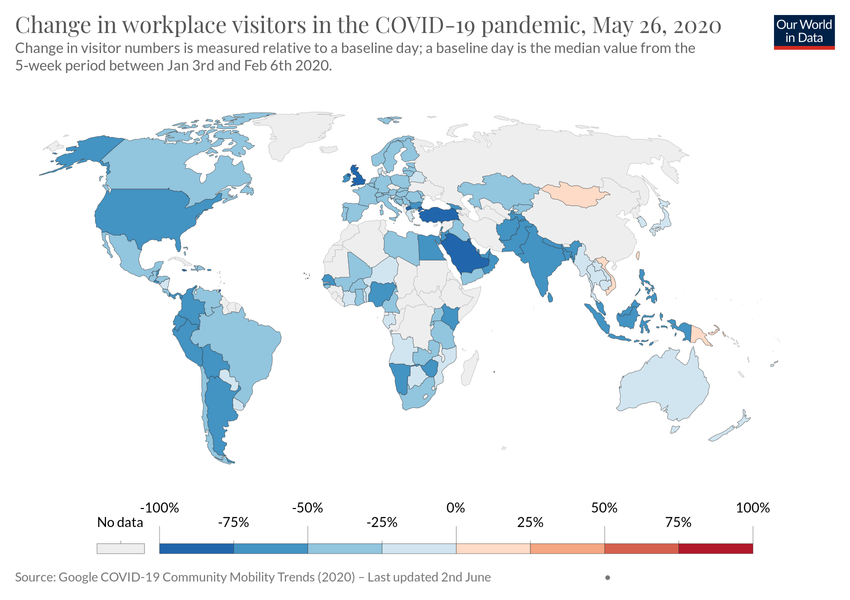 Change in workplace visitors in the COVID-19 pandemic, May 26, 2020
Our World
in Data
Change in visitor numbers is measured relative to a baseline day; a baseline day is the median value from the
5-week period between Jan 3rd and Feb 6th 2020.
-100% -50% 0% 50% 100%
No data -75% -25% 25% 75%
Source: Google COVID-19 Community Mobility Trends (2020) – Last updated 2nd June •